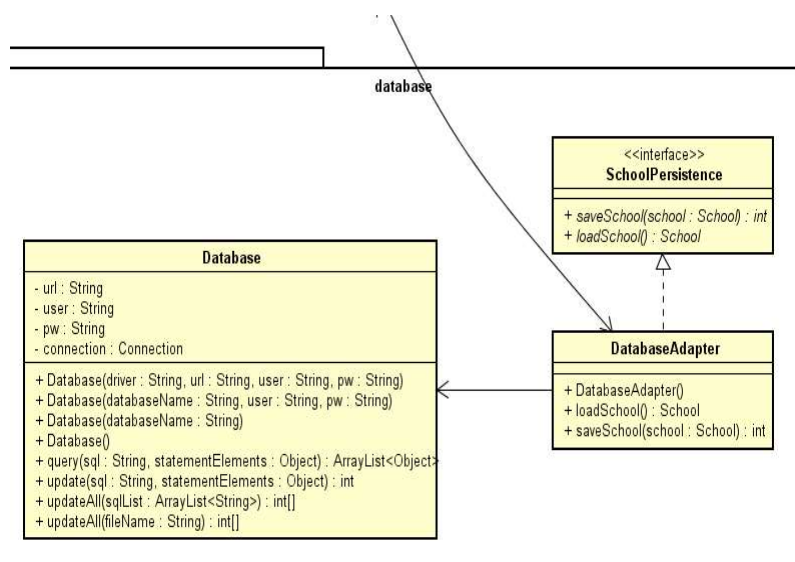 database
<<interface>>
SchoolPersistence
+ saveSchool(school : School) : int
+ loadSchool() : School
Database
- url : String
- user : String
- pw : String
- connection : Connection
+ Database(driver : String, url : String, user : String, pw : String)
+ Database(databaseName : String, user : String, pw : String)
+ Database(databaseName : String)
+ Database()
+ query(sql : String, statementElements : Object) : ArrayList<Object>
+ update(sql : String, statementElements : Object) : int
+ updateAll(sqlList : ArrayList<String>) : int[]
+ updateAll(fileName : String) : int[]
DatabaseAdapter
+ DatabaseAdapter()
+ loadSchool() : School
+ saveSchool(school : School) : int